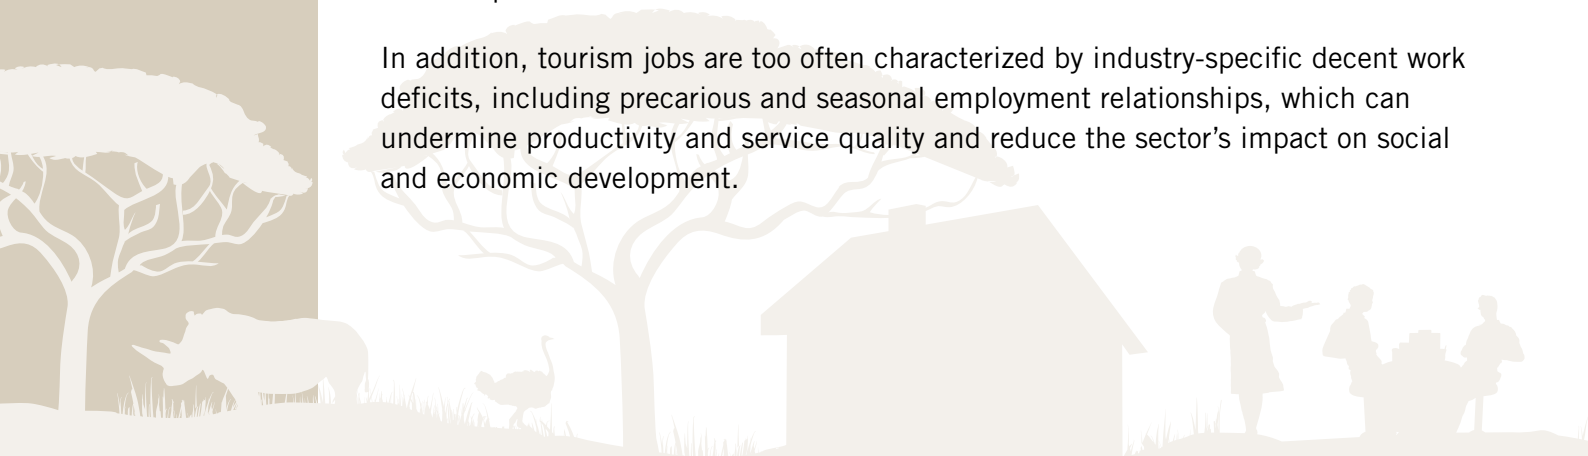 In addition, tourism jobs are too often characterized by industry-specific decent work
deficits, including precarious and seasonal employment relationships, which can
undermine productivity and service quality and reduce the sector’s impact on social
and economic development.